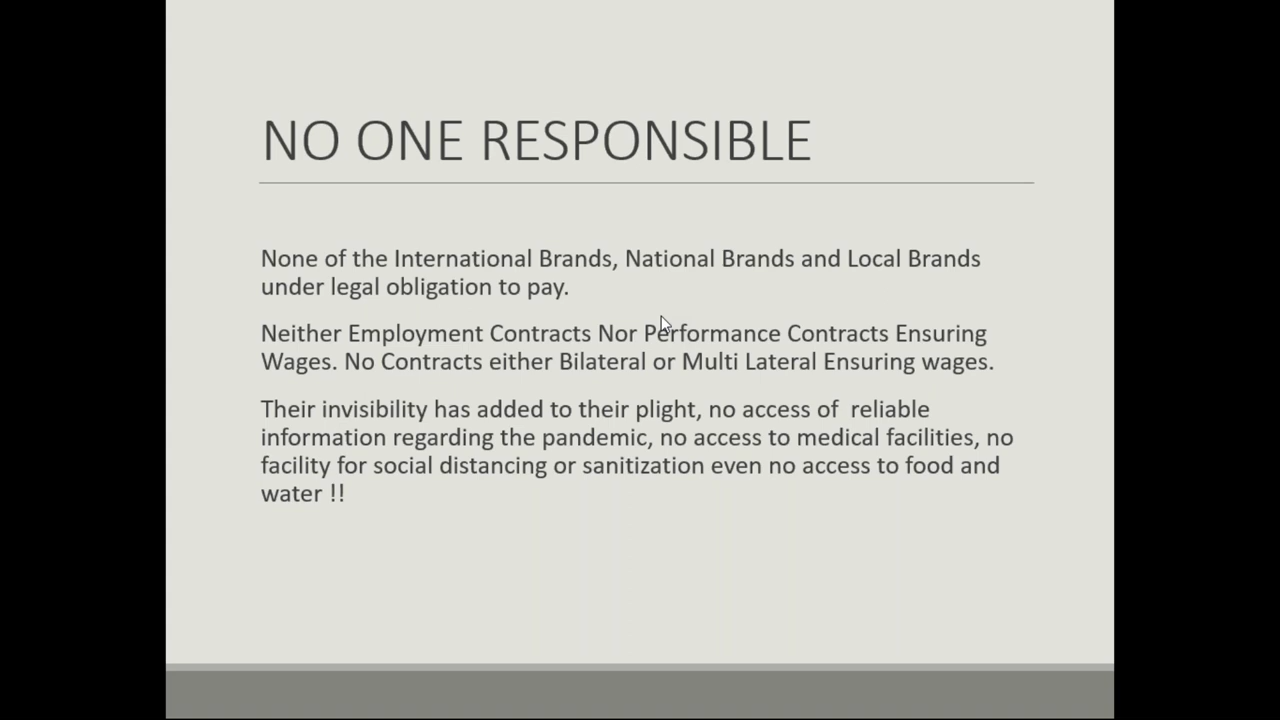 NO ONE RESPONSIBLE
None of the International Brands, National Brands and Local Brands
under legal obligation to pay.
Neither Employment Contracts Nor Performance Contracts Ensuring
Wages. No Contracts either Bilateral or Multi Lateral Ensuring wages.
Their invisibility has added to their plight, no access of  reliable
information regarding the pandemic, no access to medical facilities, no
facility for social distancing or sanitization even no access to food and
water !!